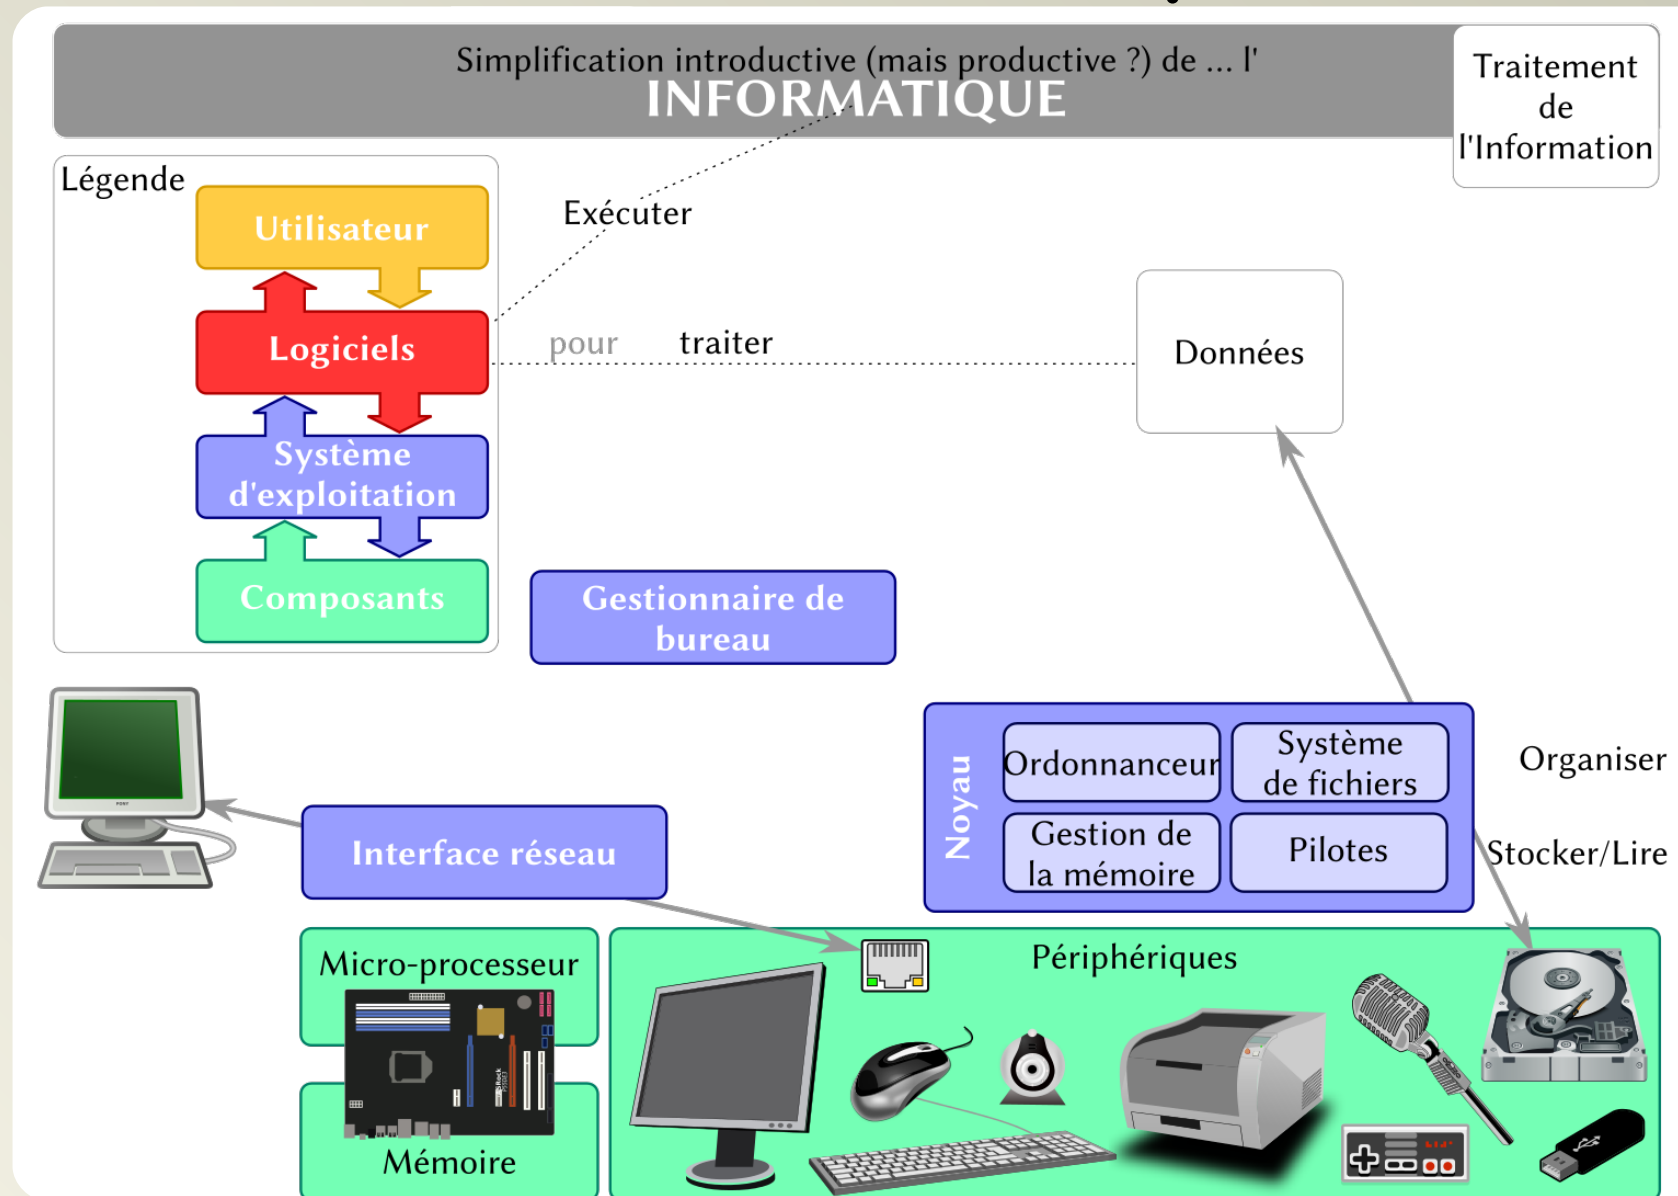 Simplification introductive (mais productive ?) de ... l'
INFORMATIQUE
Traitement
de
l'Information
Légende
Utilisateur
Logiciels
Système
d'exploitation
Composants
Exécuter
pour traiter
Données
Gestionnaire de
bureau
Noyau
Ordonnanceur
Système
de fichiers
Gestion de
la mémoire
Pilotes
Organiser
Stocker/Lire
Interface réseau
Micro-processeur
Mémoire
Périphériques